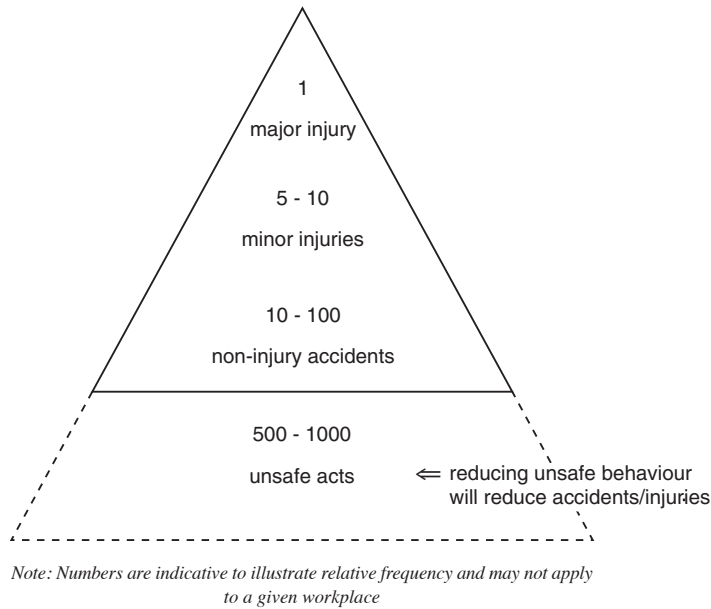 1
major injury
5 - 10
minor injuries
10 - 100
non-injury accidents
500 - 1000
unsafe acts
⇐ reducing unsafe behaviour
will reduce accidents/injuries
Note: Numbers are indicative to illustrate relative frequency and may not apply
to a given workplace